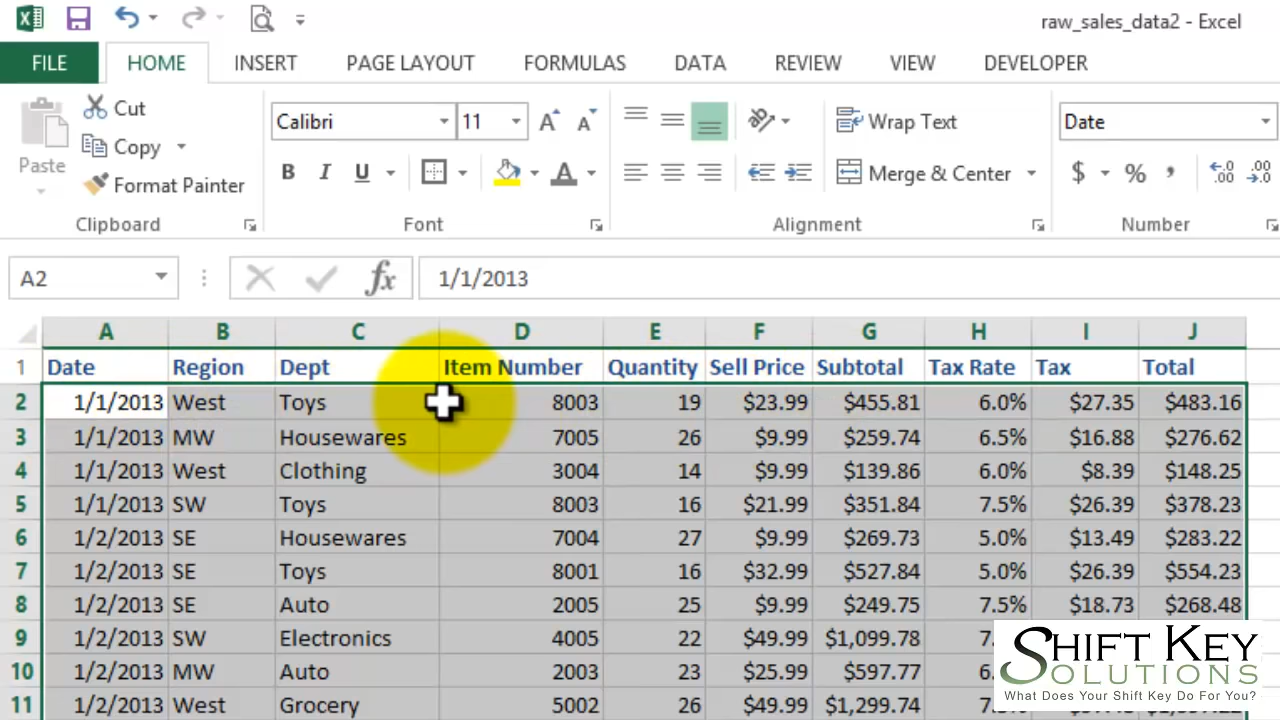 raw_sales_data2 - Excel
FILE HOME INSERT PAGE LAYOUT FORMULAS DATA REVIEW VIEW DEVELOPER
Cut
Copy
Paste
Format Painter
Clipboard
Calibri 11
B I U A
Font
Wrap Text
Merge & Center
Alignment
Date
$ % ,
Number
A2 fx 1/1/2013
A B C D E F G H I J
1 Date Region Dept Item Number Quantity Sell Price Subtotal Tax Rate Tax Total
2 1/1/2013 West Toys 8003 19 $23.99 $455.81 6.0% $27.35 $483.16
3 1/1/2013 MW Housewares 7005 26 $9.99 $259.74 6.5% $16.88 $276.62
4 1/1/2013 West Clothing 3004 14 $9.99 $139.86 6.0% $8.39 $148.25
5 1/1/2013 SW Toys 8003 16 $21.99 $351.84 7.5% $26.39 $378.23
6 1/2/2013 SE Housewares 7004 27 $9.99 $269.73 5.0% $13.49 $283.22
7 1/2/2013 SE Toys 8001 16 $32.99 $527.84 5.0% $26.39 $554.23
8 1/2/2013 SE Auto 2005 25 $9.99 $249.75 7.5% $18.73 $268.48
9 1/2/2013 SW Electronics 4005 22 $49.99 $1,099.78
10 1/2/2013 MW Auto 2003 23 $25.99 $597.77
11 1/2/2013 West Grocery 5002 26 $49.99 $1,299.74
SHIFT KEY
SOLUTIONS
What Does Your Shift Key Do For You?